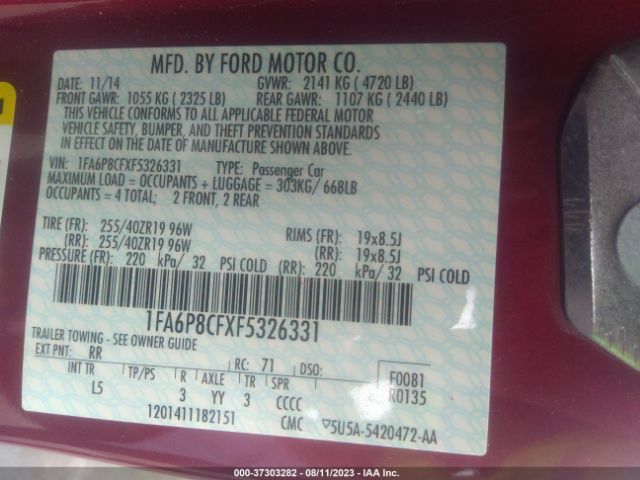 MFD. BY FORD MOTOR CO.
DATE: 11/14 GVWR: 2141 KG ( 4720 LB)
FRONT GAWR: 1055 KG ( 2325 LB) REAR GAWR: 1107 KG ( 2440 LB)
THIS VEHICLE CONFORMS TO ALL APPLICABLE FEDERAL MOTOR
VEHICLE SAFETY, BUMPER, AND THEFT PREVENTION STANDARDS
IN EFFECT ON THE DATE OF MANUFACTURE SHOWN ABOVE.
VIN: 1FA6P8CFXF5326331 TYPE: Passenger Car
MAXIMUM LOAD = OCCUPANTS + LUGGAGE = 303KG/ 668LB
OCCUPANTS = 4 TOTAL; 2 FRONT, 2 REAR
TIRE (FR): 255/40ZR19 96W RIMS (FR): 19x8.5J
(RR): 255/40ZR19 96W (RR): 19x8.5J
PRESSURE (FR): 220 kPa/ 32 PSI COLD (RR): 220 kPa/ 32 PSI COLD
1FA6P8CFXF5326331
TRAILER TOWING - SEE OWNER GUIDE
EXT PNT: RR RC: 71 DSO: F0081
INT TR TP/PS R AXLE TR SPR R0135
L5 3 YY 3 CCCC
1201411182151 CMC ▽5U5A-5420472-AA
000-37303282 - 08/11/2023 - IAA Inc.